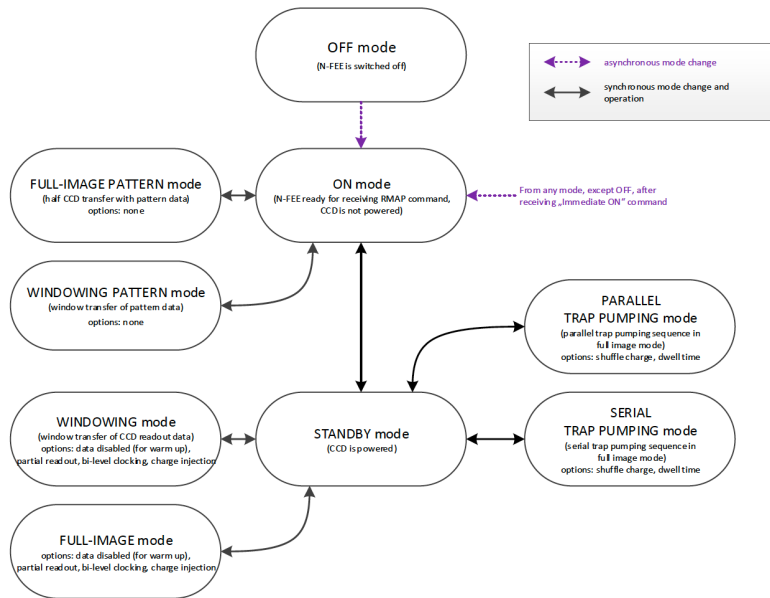 OFF mode
(N-FEE is switched off)
asynchronous mode change
synchronous mode change and
operation
FULL-IMAGE PATTERN mode
(half CCD transfer with pattern data)
options: none
ON mode
(N-FEE ready for receiving RMAP command,
CCD is not powered)
From any mode, except OFF, after
receiving „Immediate ON” command
WINDOWING PATTERN mode
(window transfer of pattern data)
options: none
PARALLEL
TRAP PUMPING mode
(parallel trap pumping sequence in
full image mode)
options: shuffle charge, dwell time
WINDOWING mode
(window transfer of CCD readout data)
options: data disabled (for warm up),
partial readout, bi-level clocking, charge injection
STANDBY mode
(CCD is powered)
SERIAL
TRAP PUMPING mode
(serial trap pumping sequence in
full image mode)
options: shuffle charge, dwell time
FULL-IMAGE mode
options: data disabled (for warm up),
partial readout, bi-level clocking, charge injection